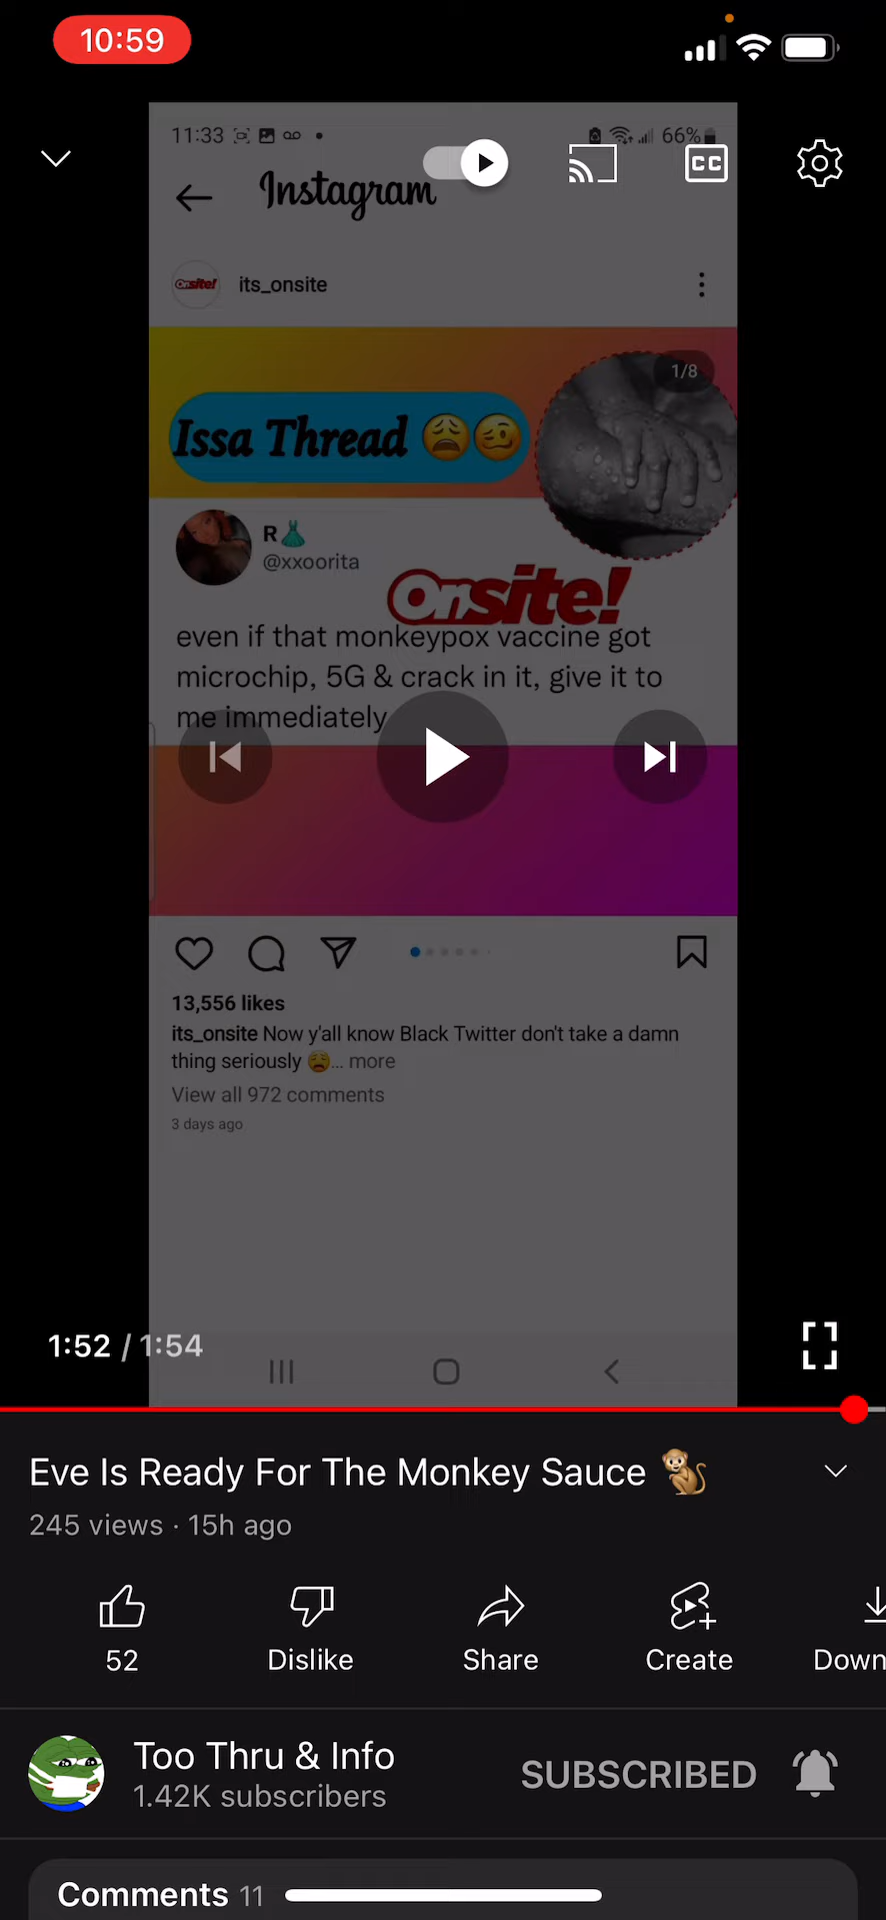 10:59
11:33
66%
Instagram
CC
Onsite!
its_onsite
1/8
Issa Thread 😩🥴
R👗
@xxoorita
Onsite!
even if that monkeypox vaccine got
microchip, 5G & crack in it, give it to
me immediately
13,556 likes
its_onsite Now y'all know Black Twitter don't take a damn
thing seriously 😩... more
View all 972 comments
3 days ago
1:52 / 1:54
Eve Is Ready For The Monkey Sauce 🐒
245 views · 15h ago
52
Dislike
Share
Create
Down
Too Thru & Info
1.42K subscribers
SUBSCRIBED
Comments 11